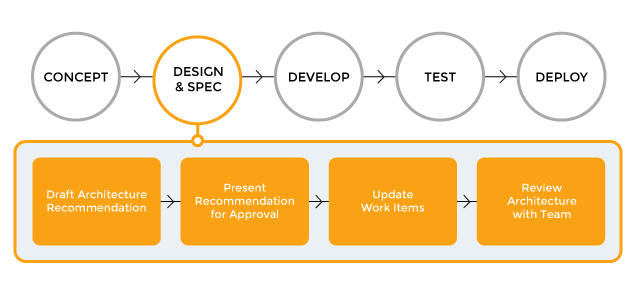 CONCEPT
DESIGN
& SPEC
DEVELOP
TEST
DEPLOY
Draft Architecture
Recommendation
Present
Recommendation
for Approval
Update
Work Items
Review
Architecture
with Team